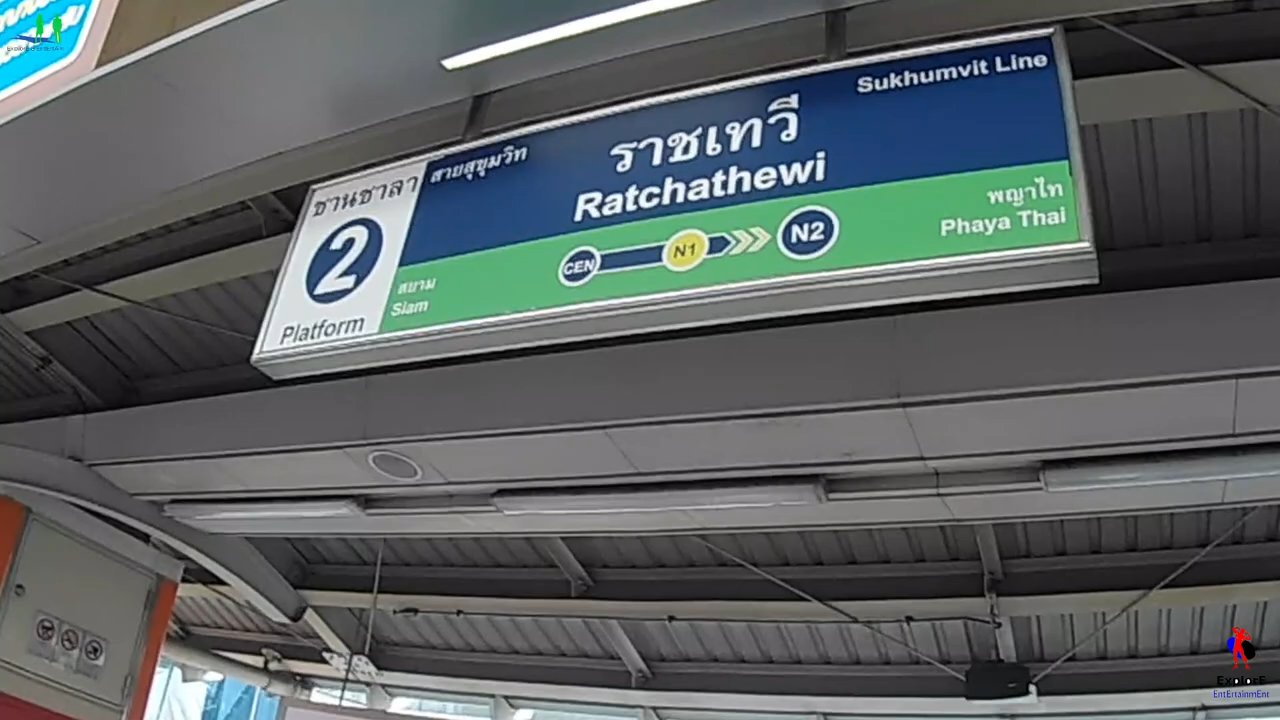 ชานชาลา
2
Platform
สายสุขุมวิท
ราชเทวี
Ratchathewi
Sukhumvit Line
สยาม
Siam
CEN
N1
N2
พญาไท
Phaya Thai
ExplorE
EntErtainmEnt